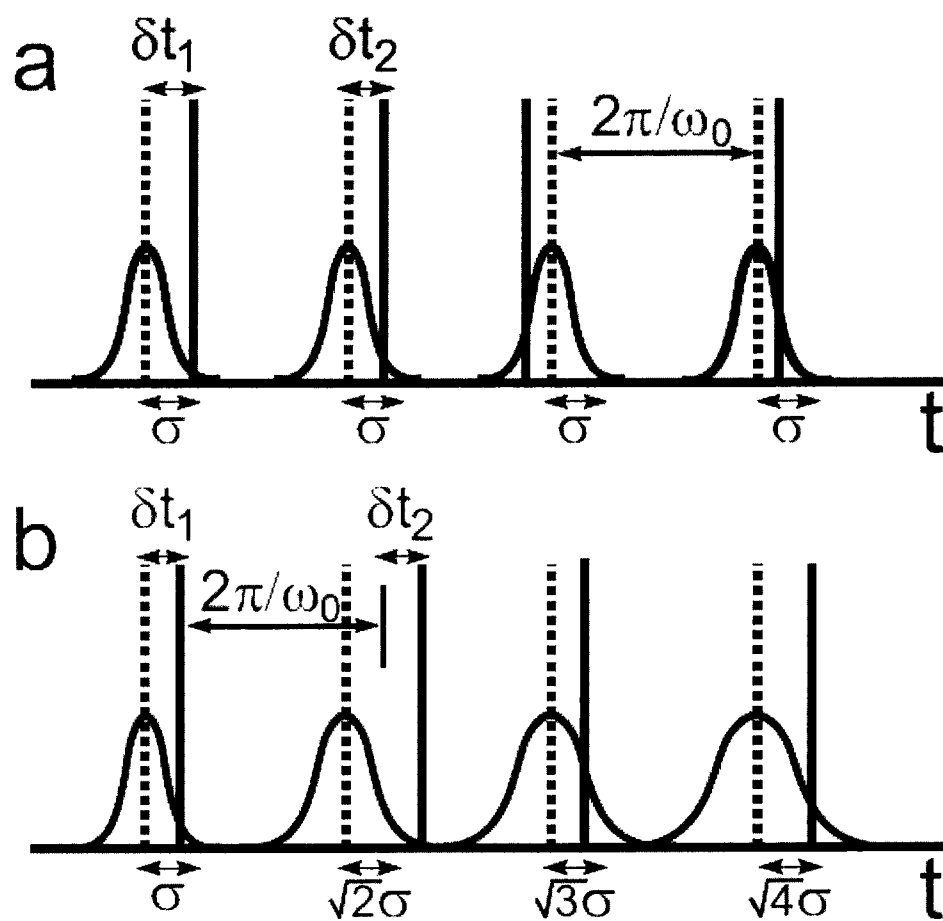 a
δt₁ δt₂
2π/ω₀
σ σ σ σ t
b
δt₁ δt₂
2π/ω₀
σ √2σ √3σ √4σ t